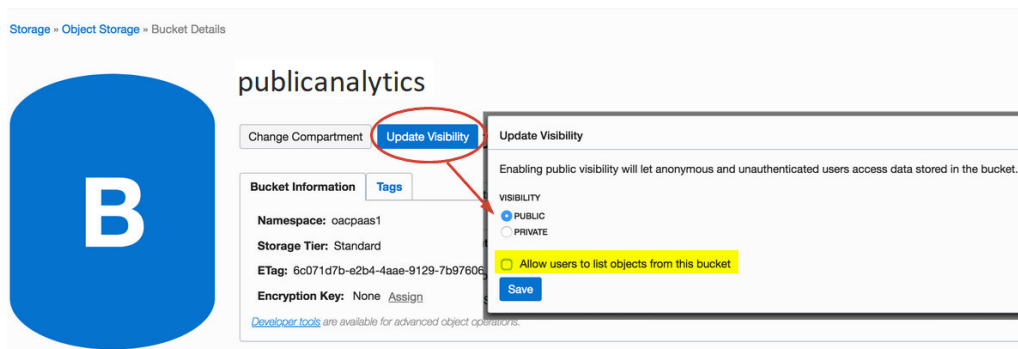 Storage » Object Storage » Bucket Details
B
publicanalytics
Change Compartment Update Visibility
Bucket Information Tags
Namespace: oacpaas1
Storage Tier: Standard
ETag: 6c071d7b-e2b4-4aae-9129-7b97606
Encryption Key: None Assign
Developer tools are available for advanced object operations.
Update Visibility
Enabling public visibility will let anonymous and unauthenticated users access data stored in the bucket.
VISIBILITY
PUBLIC
PRIVATE
Allow users to list objects from this bucket
Save